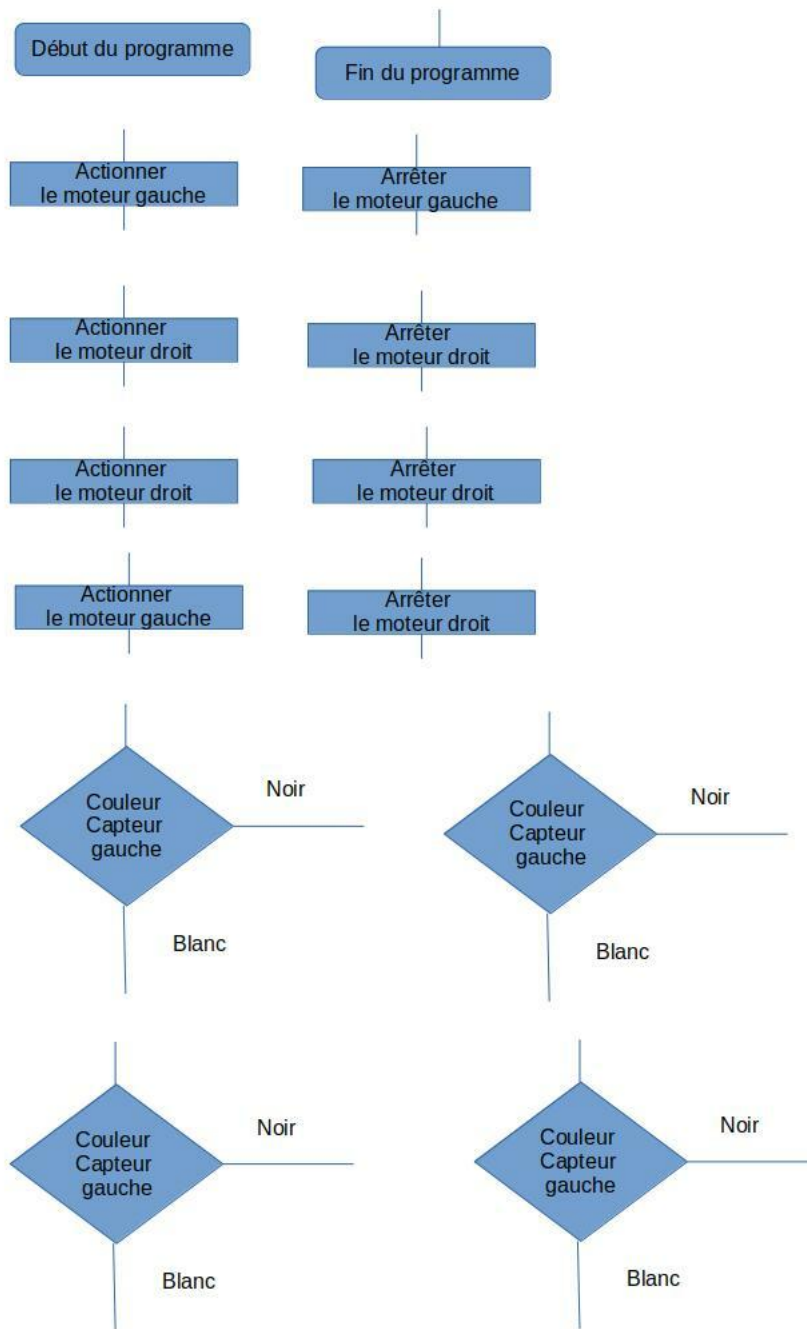 Début du programme
Fin du programme
Actionner
le moteur gauche
Arrêter
le moteur gauche
Actionner
le moteur droit
Arrêter
le moteur droit
Actionner
le moteur droit
Arrêter
le moteur droit
Actionner
le moteur gauche
Arrêter
le moteur droit
Couleur
Capteur
gauche
Noir
Blanc
Couleur
Capteur
gauche
Noir
Blanc
Couleur
Capteur
gauche
Noir
Blanc
Couleur
Capteur
gauche
Noir
Blanc